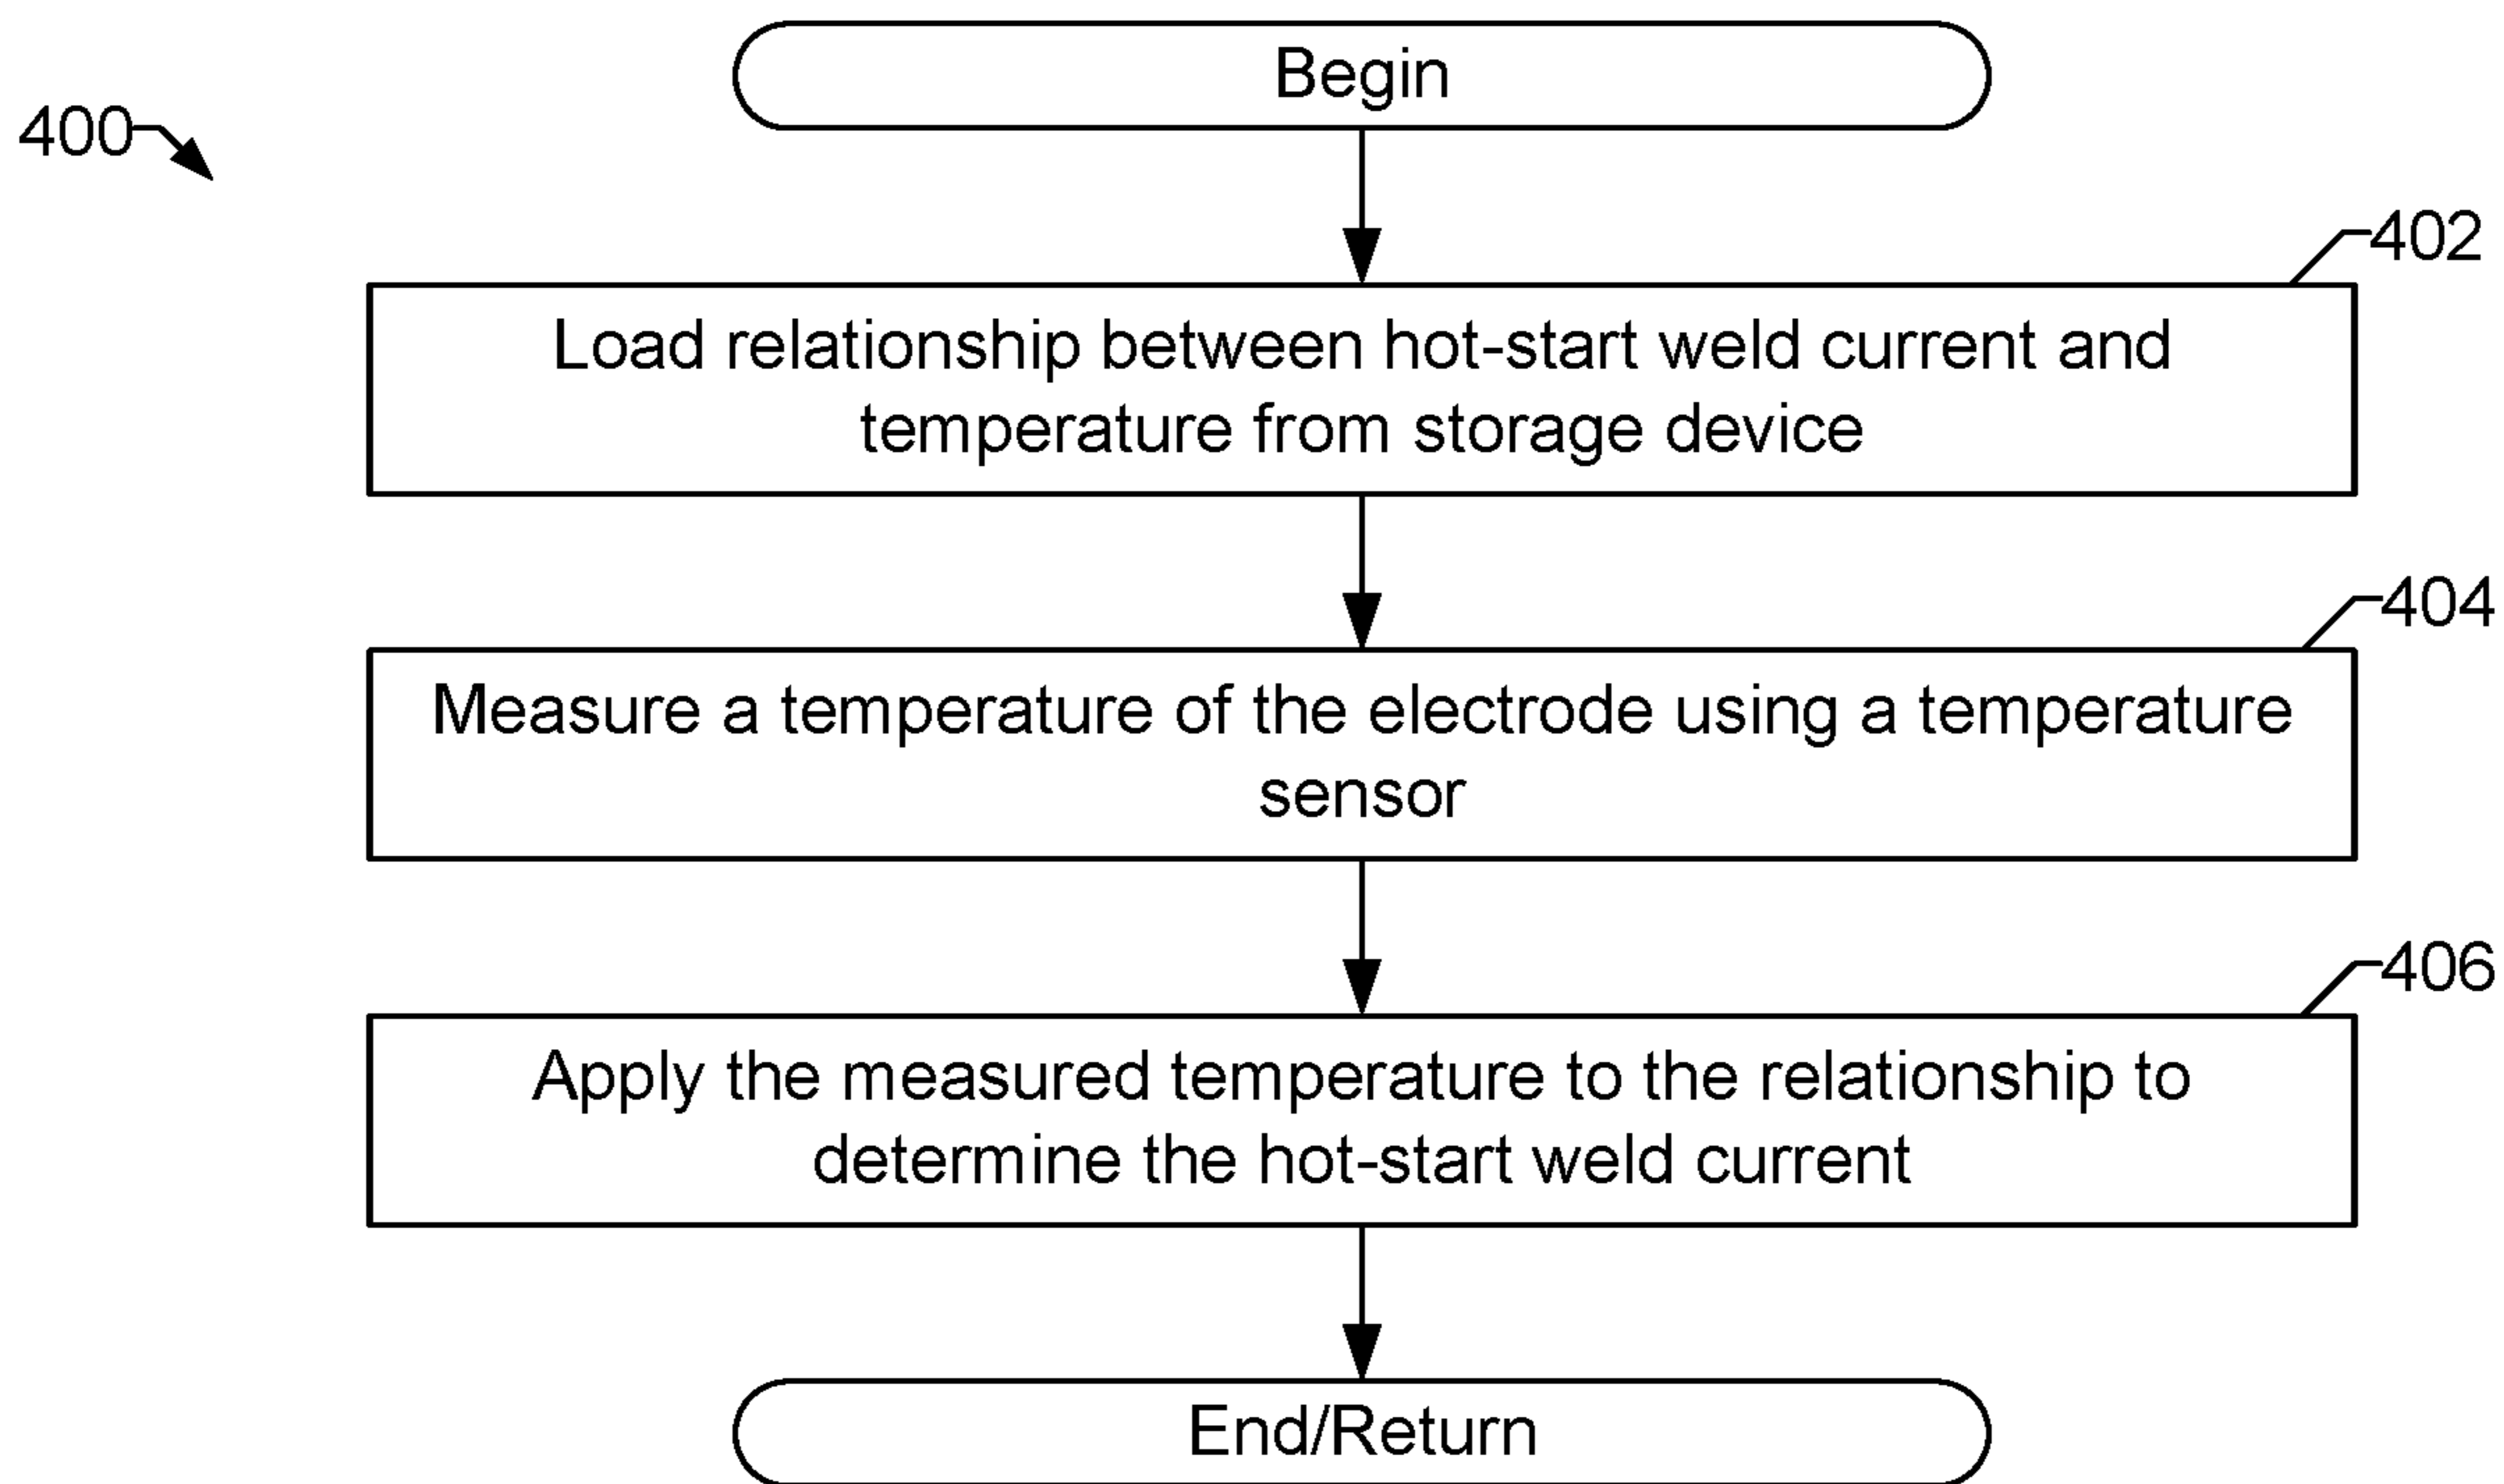 Begin
400
402
Load relationship between hot-start weld current and
temperature from storage device
404
Measure a temperature of the electrode using a temperature
sensor
406
Apply the measured temperature to the relationship to
determine the hot-start weld current
End/Return